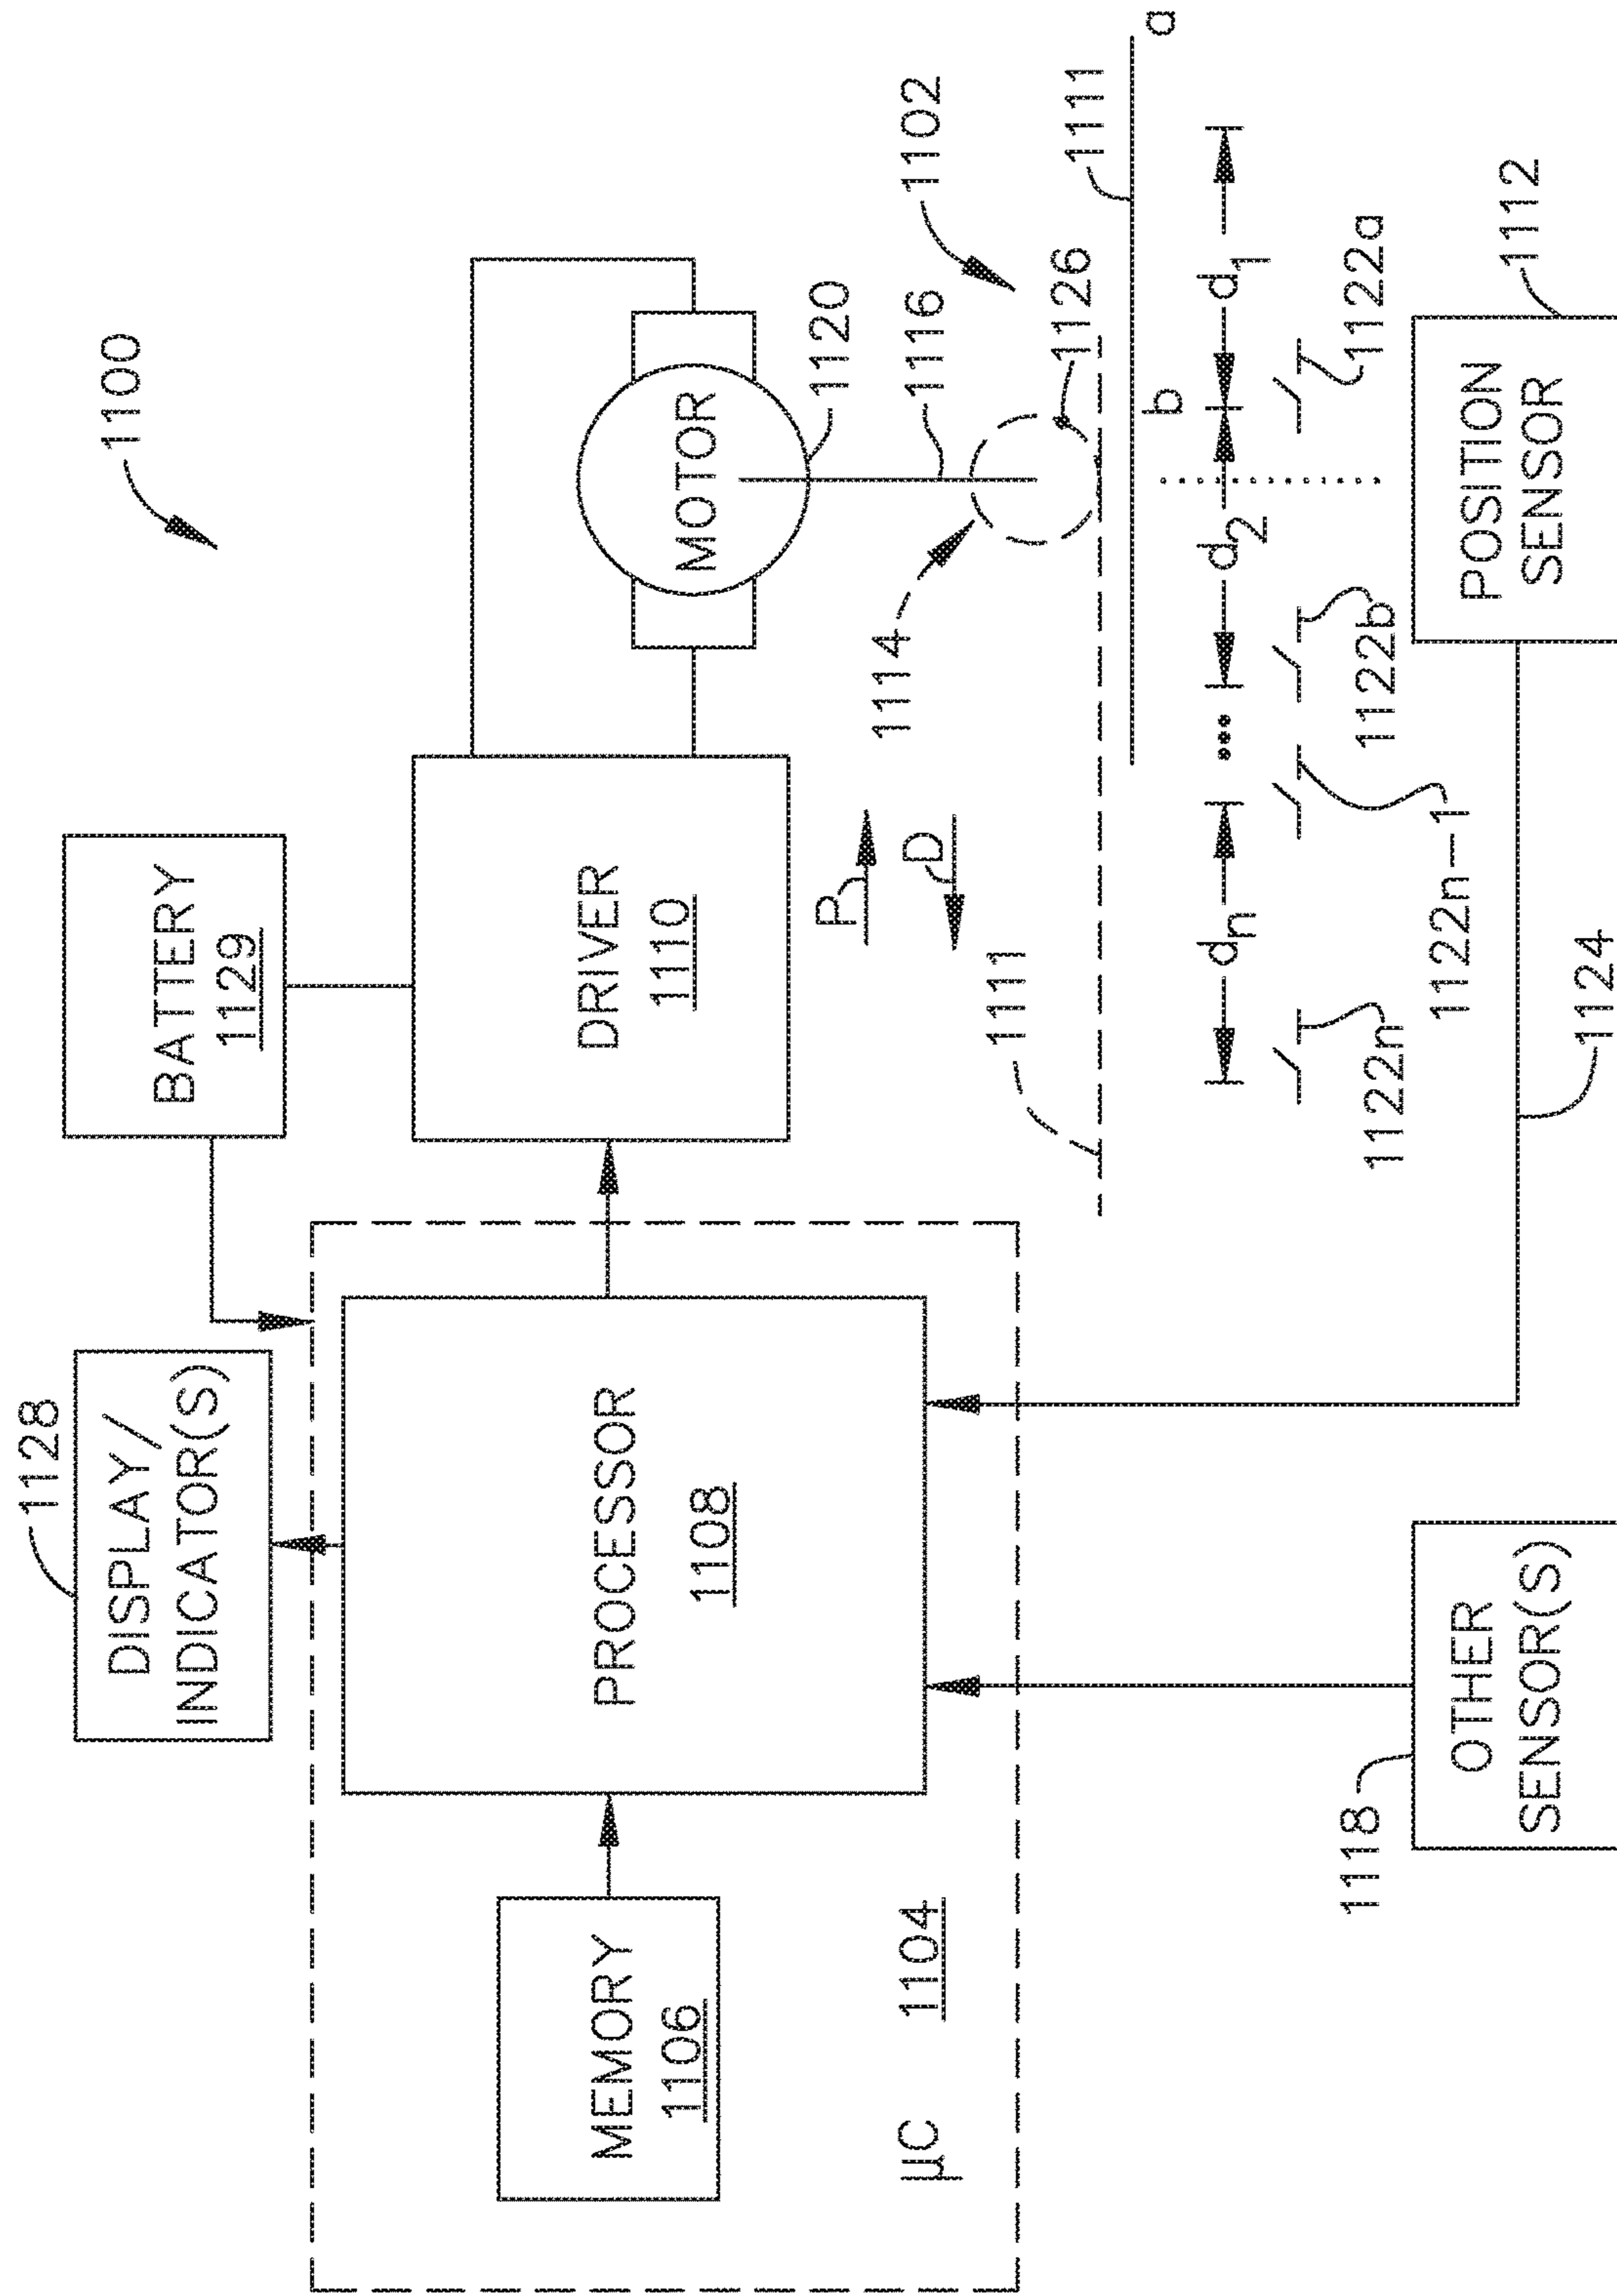 1100
1128
DISPLAY/
INDICATOR(S)
BATTERY
1129
MEMORY
1106
PROCESSOR
1108
DRIVER
1110
MOTOR
1120
1116
1102
1114
1126
P
D
µC
1104
1111
1111
a
b
dn
d2
d1
1122n
1122n-1
1122b
1122a
1124
1118
OTHER
SENSOR(S)
POSITION
SENSOR
1112